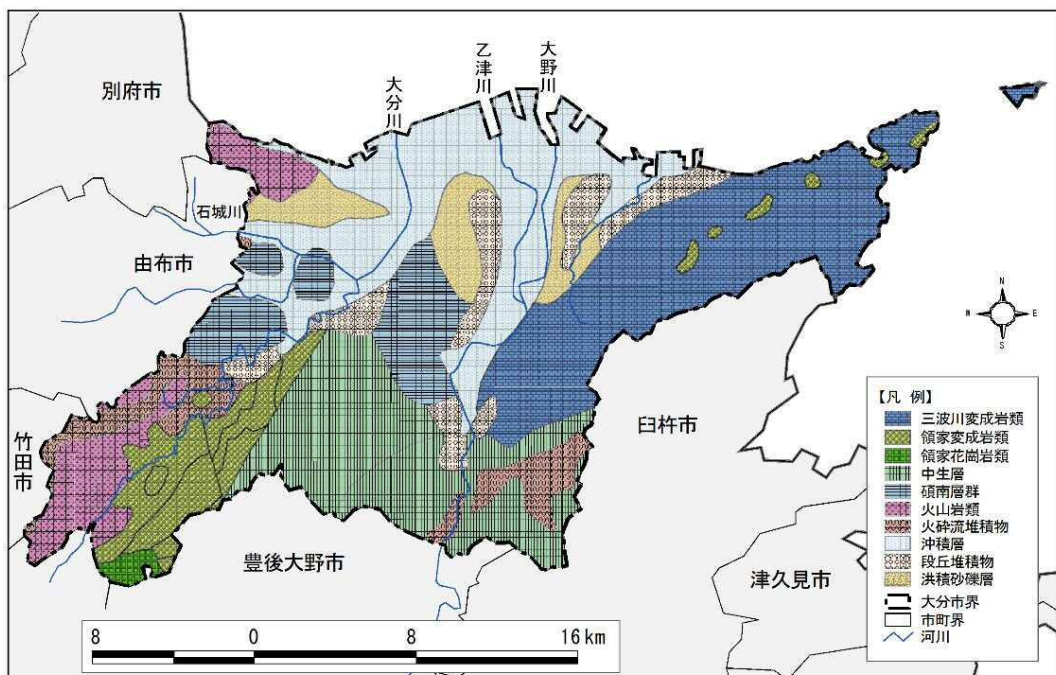 別府市
大分川
乙津川
大野川
石城川
由布市
竹田市
臼杵市
豊後大野市
津久見市
N
W E
S
【凡 例】
三波川変成岩類
領家変成岩類
領家花崗岩類
中生層
碩南層群
火山岩類
火砕流堆積物
沖積層
段丘堆積物
洪積砂礫層
大分市界
市町界
河川
8 0 8 16km